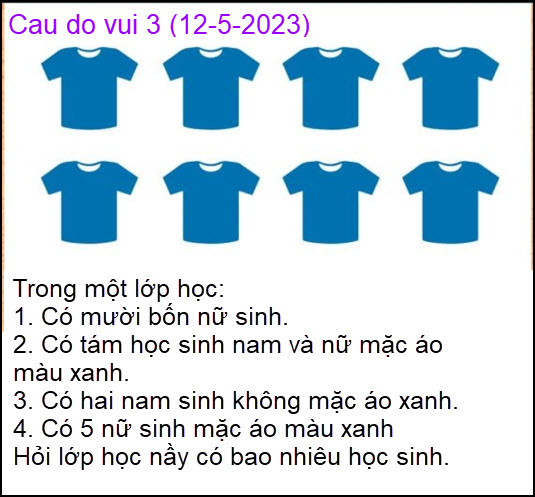 Cau do vui 3 (12-5-2023)
Trong một lớp học:
1. Có mười bốn nữ sinh.
2. Có tám học sinh nam và nữ mặc áo
màu xanh.
3. Có hai nam sinh không mặc áo xanh.
4. Có 5 nữ sinh mặc áo màu xanh
Hỏi lớp học nầy có bao nhiêu học sinh.